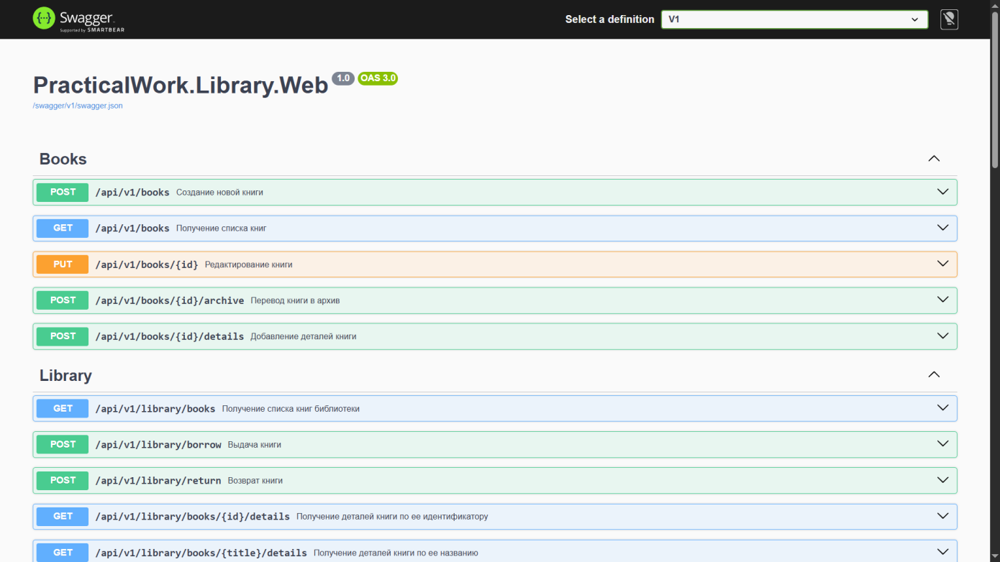 Swagger
Supported by SMARTBEAR
Select a definition
V1
PracticalWork.Library.Web 1.0 OAS 3.0
/swagger/v1/swagger.json
Books
POST /api/v1/books Создание новой книги
GET /api/v1/books Получение списка книг
PUT /api/v1/books/{id} Редактирование книги
POST /api/v1/books/{id}/archive Перевод книги в архив
POST /api/v1/books/{id}/details Добавление деталей книги
Library
GET /api/v1/library/books Получение списка книг библиотеки
POST /api/v1/library/borrow Выдача книги
POST /api/v1/library/return Возврат книги
GET /api/v1/library/books/{id}/details Получение деталей книги по ее идентификатору
GET /api/v1/library/books/{title}/details Получение деталей книги по ее названию